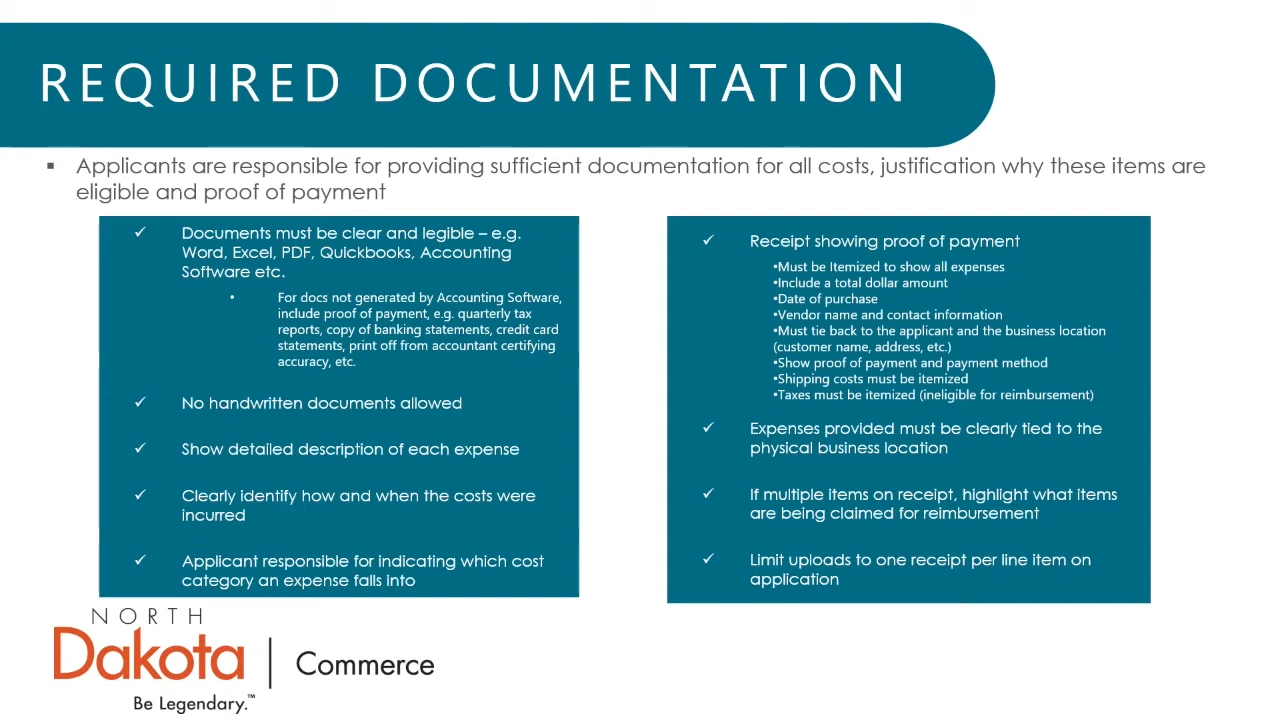 REQUIRED DOCUMENTATION
▪ Applicants are responsible for providing sufficient documentation for all costs, justification why these items are
eligible and proof of payment
✓ Documents must be clear and legible – e.g.
Word, Excel, PDF, Quickbooks, Accounting
Software etc.
• For docs not generated by Accounting Software,
include proof of payment, e.g. quarterly tax
reports, copy of banking statements, credit card
statements, print off from accountant certifying
accuracy, etc.
✓ No handwritten documents allowed
✓ Show detailed description of each expense
✓ Clearly identify how and when the costs were
incurred
✓ Applicant responsible for indicating which cost
category an expense falls into
✓ Receipt showing proof of payment
•Must be Itemized to show all expenses
•Include a total dollar amount
•Date of purchase
•Vendor name and contact information
•Must tie back to the applicant and the business location
(customer name, address, etc.)
•Show proof of payment and payment method
•Shipping costs must be itemized
•Taxes must be itemized (ineligible for reimbursement)
✓ Expenses provided must be clearly tied to the
physical business location
✓ If multiple items on receipt, highlight what items
are being claimed for reimbursement
✓ Limit uploads to one receipt per line item on
application
NORTH
Dakota | Commerce
Be Legendary.™